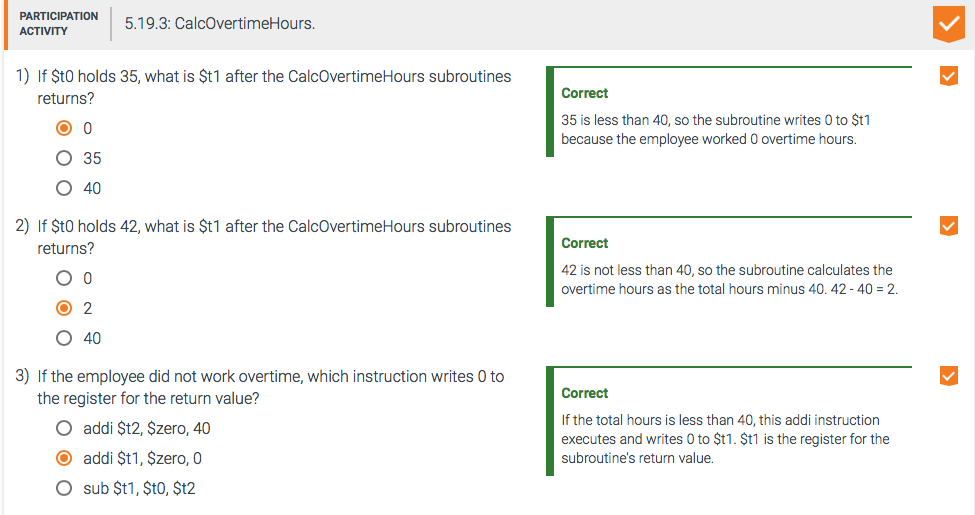 PARTICIPATION
ACTIVITY
5.19.3: CalcOvertimeHours.
1) If $t0 holds 35, what is $t1 after the CalcOvertimeHours subroutines
returns?
0
35
40
Correct
35 is less than 40, so the subroutine writes 0 to $t1
because the employee worked 0 overtime hours.
2) If $t0 holds 42, what is $t1 after the CalcOvertimeHours subroutines
returns?
0
2
40
Correct
42 is not less than 40, so the subroutine calculates the
overtime hours as the total hours minus 40. 42 - 40 = 2.
3) If the employee did not work overtime, which instruction writes 0 to
the register for the return value?
addi $t2, $zero, 40
addi $t1, $zero, 0
sub $t1, $t0, $t2
Correct
If the total hours is less than 40, this addi instruction
executes and writes 0 to $t1. $t1 is the register for the
subroutine's return value.